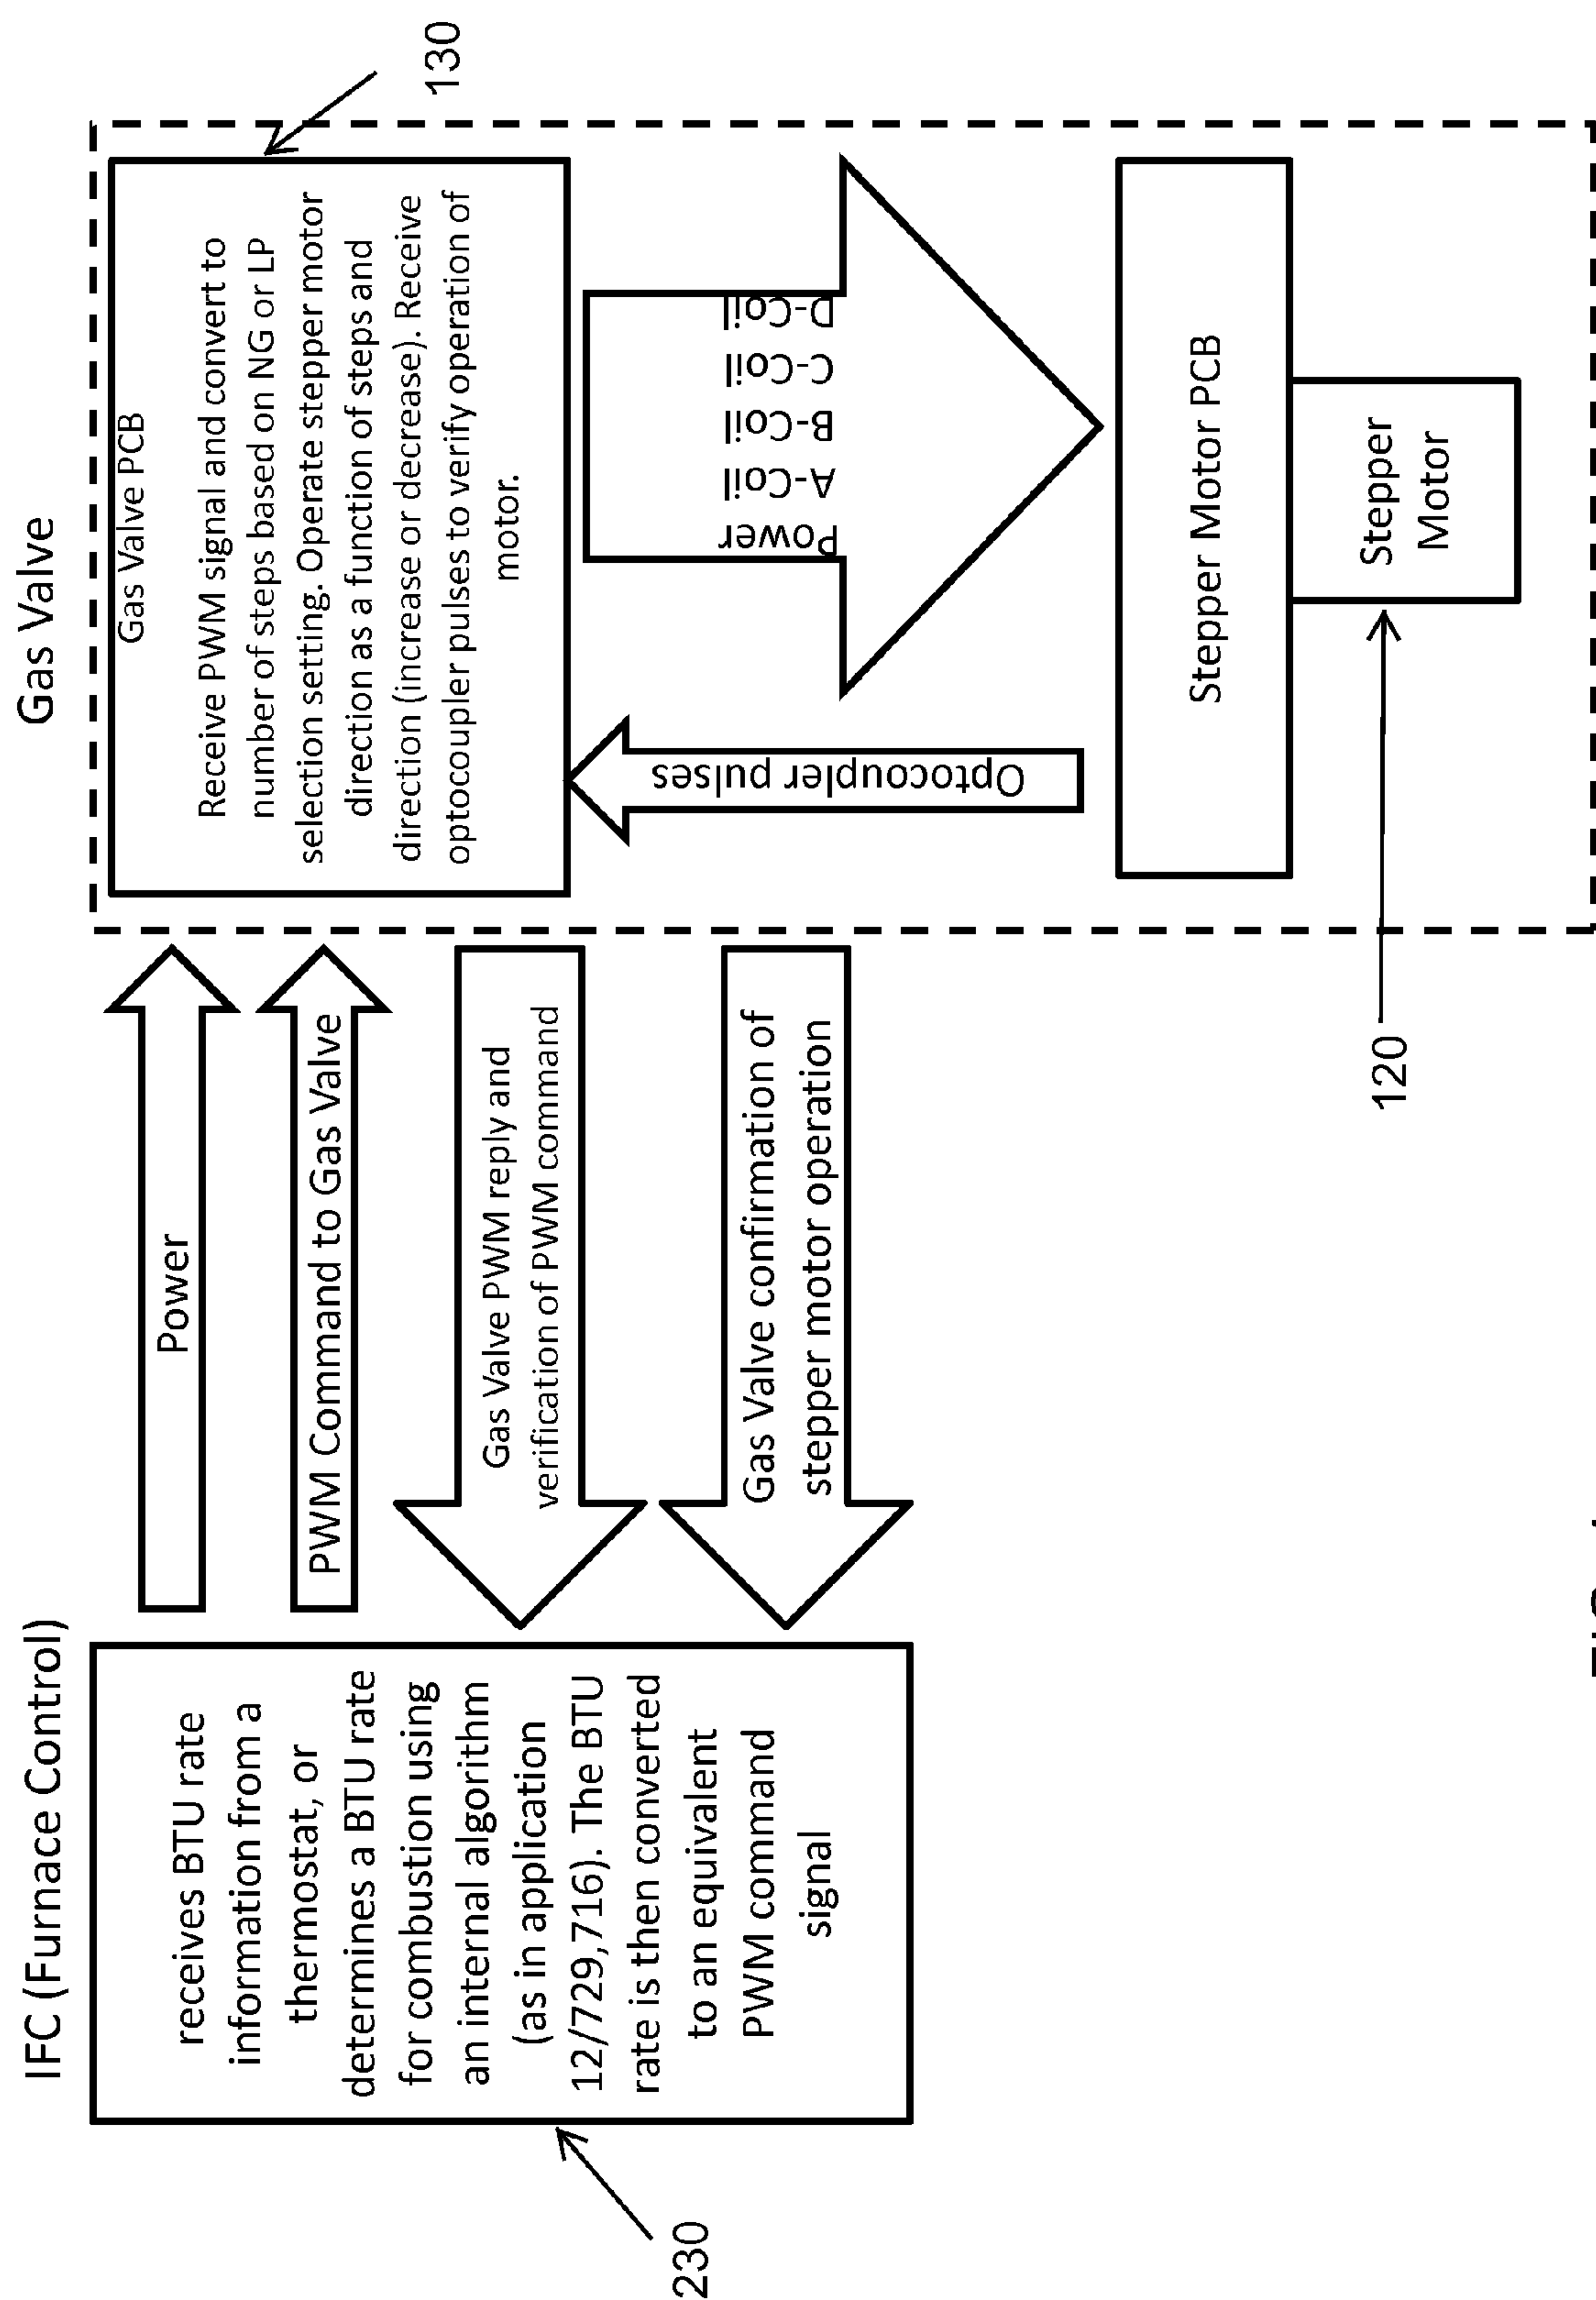 IFC (Furnace Control)
receives BTU rate
information from a
thermostat, or
determines a BTU rate
for combustion using
an internal algorithm
(as in application
12/729,716). The BTU
rate is then converted
to an equivalent
PWM command
signal
230
Power
PWM Command to Gas Valve
Gas Valve PWM reply and
verification of PWM command
Gas Valve confirmation of
stepper motor operation
Gas Valve
130
Gas Valve PCB
Receive PWM signal and convert to
number of steps based on NG or LP
selection setting. Operate stepper motor
direction as a function of steps and
direction (increase or decrease). Receive
optocoupler pulses to verify operation of
motor.
Optocoupler pulses
Power
A-Coil
B-Coil
C-Coil
D-Coil
Stepper Motor PCB
Stepper
Motor
120